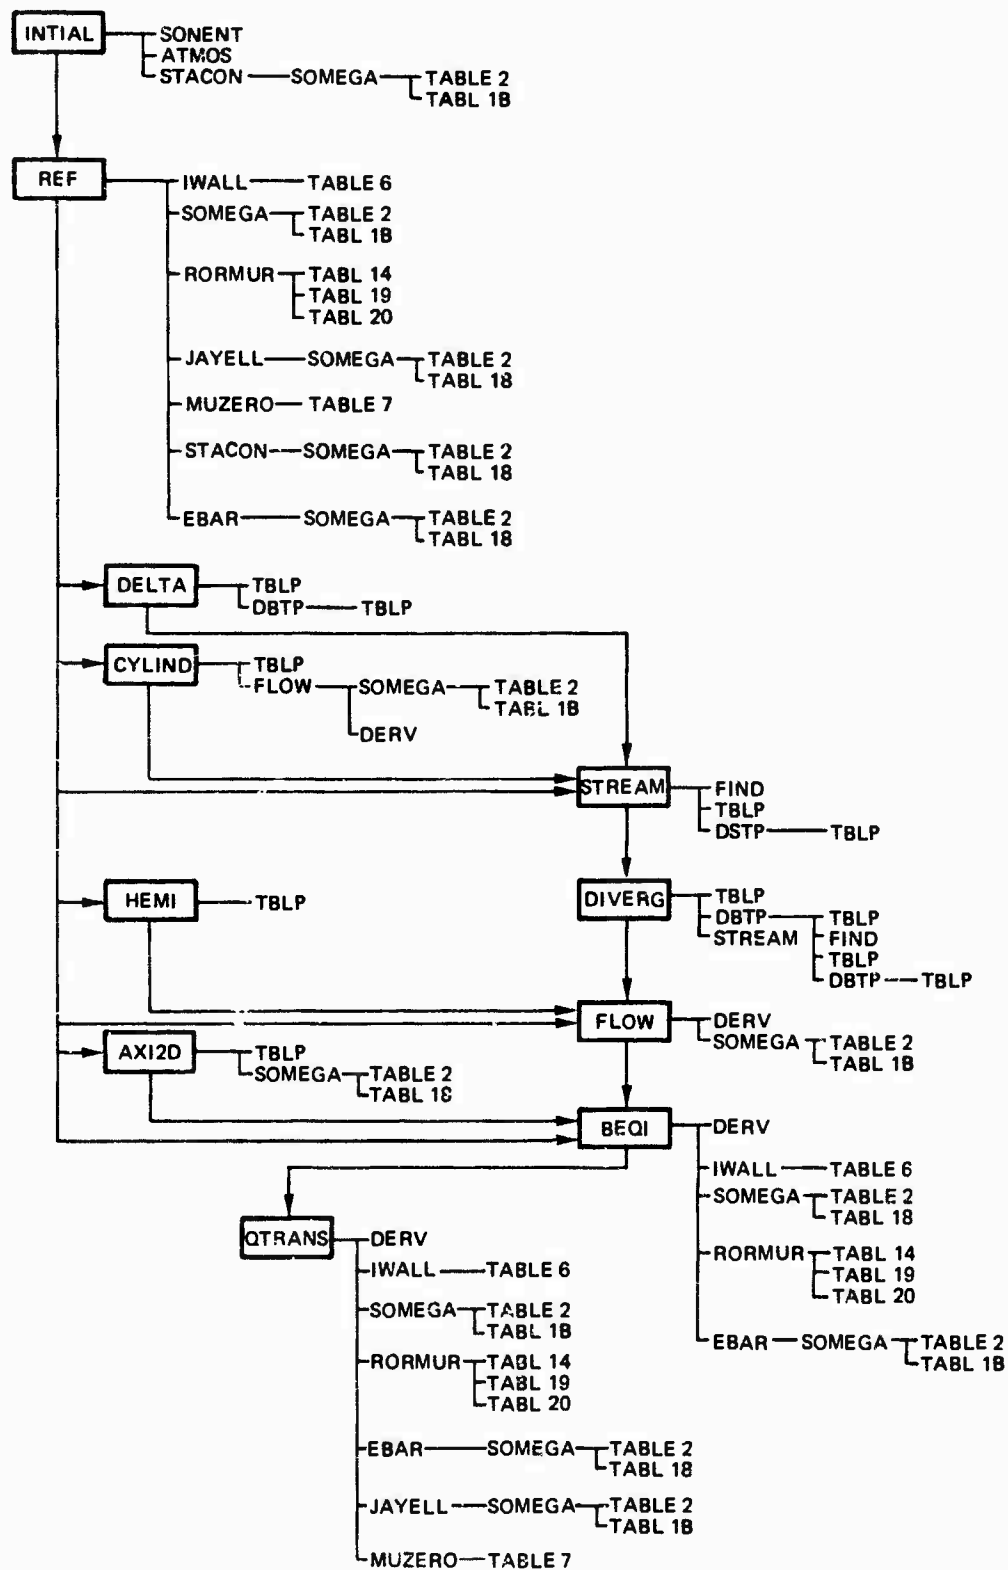 INTIAL SONENT
ATMOS
STACON SOMEGA TABLE 2
TABL 1B
REF IWALL TABLE 6
SOMEGA TABLE 2
TABL 1B
RORMUR TABL 14
TABL 19
TABL 20
JAYELL SOMEGA TABLE 2
TABL 18
MUZERO TABLE 7
STACON SOMEGA TABLE 2
TABL 18
EBAR SOMEGA TABLE 2
TABL 18
DELTA TBLP
DBTP TBLP
CYLIND TBLP
FLOW SOMEGA TABLE 2
TABL 1B
DERV
STREAM FIND
TBLP
DSTP TBLP
HEMI TBLP
DIVERG TBLP
DBTP TBLP
STREAM FIND
TBLP
DBTP TBLP
FLOW DERV
SOMEGA TABLE 2
TABL 1B
AXI2D TBLP
SOMEGA TABLE 2
TABL 18
BEQI DERV
IWALL TABLE 6
SOMEGA TABLE 2
TABL 18
RORMUR TABL 14
TABL 19
TABL 20
EBAR SOMEGA TABLE 2
TABL 1B
QTRANS DERV
IWALL TABLE 6
SOMEGA TABLE 2
TABL 1B
RORMUR TABL 14
TABL 19
TABL 20
EBAR SOMEGA TABLE 2
TABL 18
JAYELL SOMEGA TABLE 2
TABL 1B
MUZERO TABLE 7